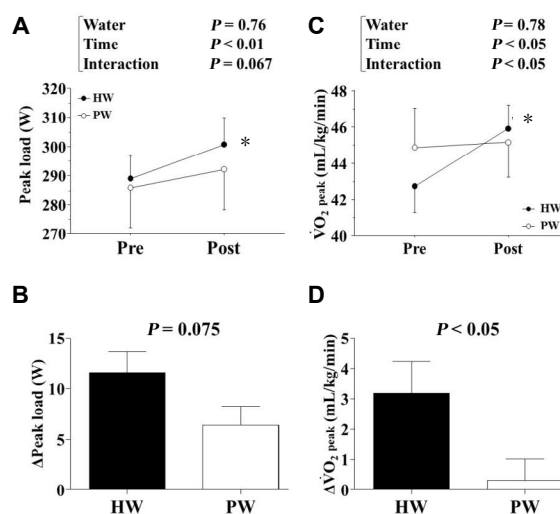 A
Water P = 0.76
Time P < 0.01
Interaction P = 0.067
Peak load (W)
320
310
300
290
280
270
HW
PW
*
Pre Post
C
Water P = 0.78
Time P < 0.05
Interaction P < 0.05
V̇O₂ peak (mL/kg/min)
48
46
44
42
40
*
HW
PW
Pre Post
B
P = 0.075
ΔPeak load (W)
15
10
5
0
HW PW
D
P < 0.05
ΔV̇O₂ peak (mL/kg/min)
5
4
3
2
1
0
HW PW